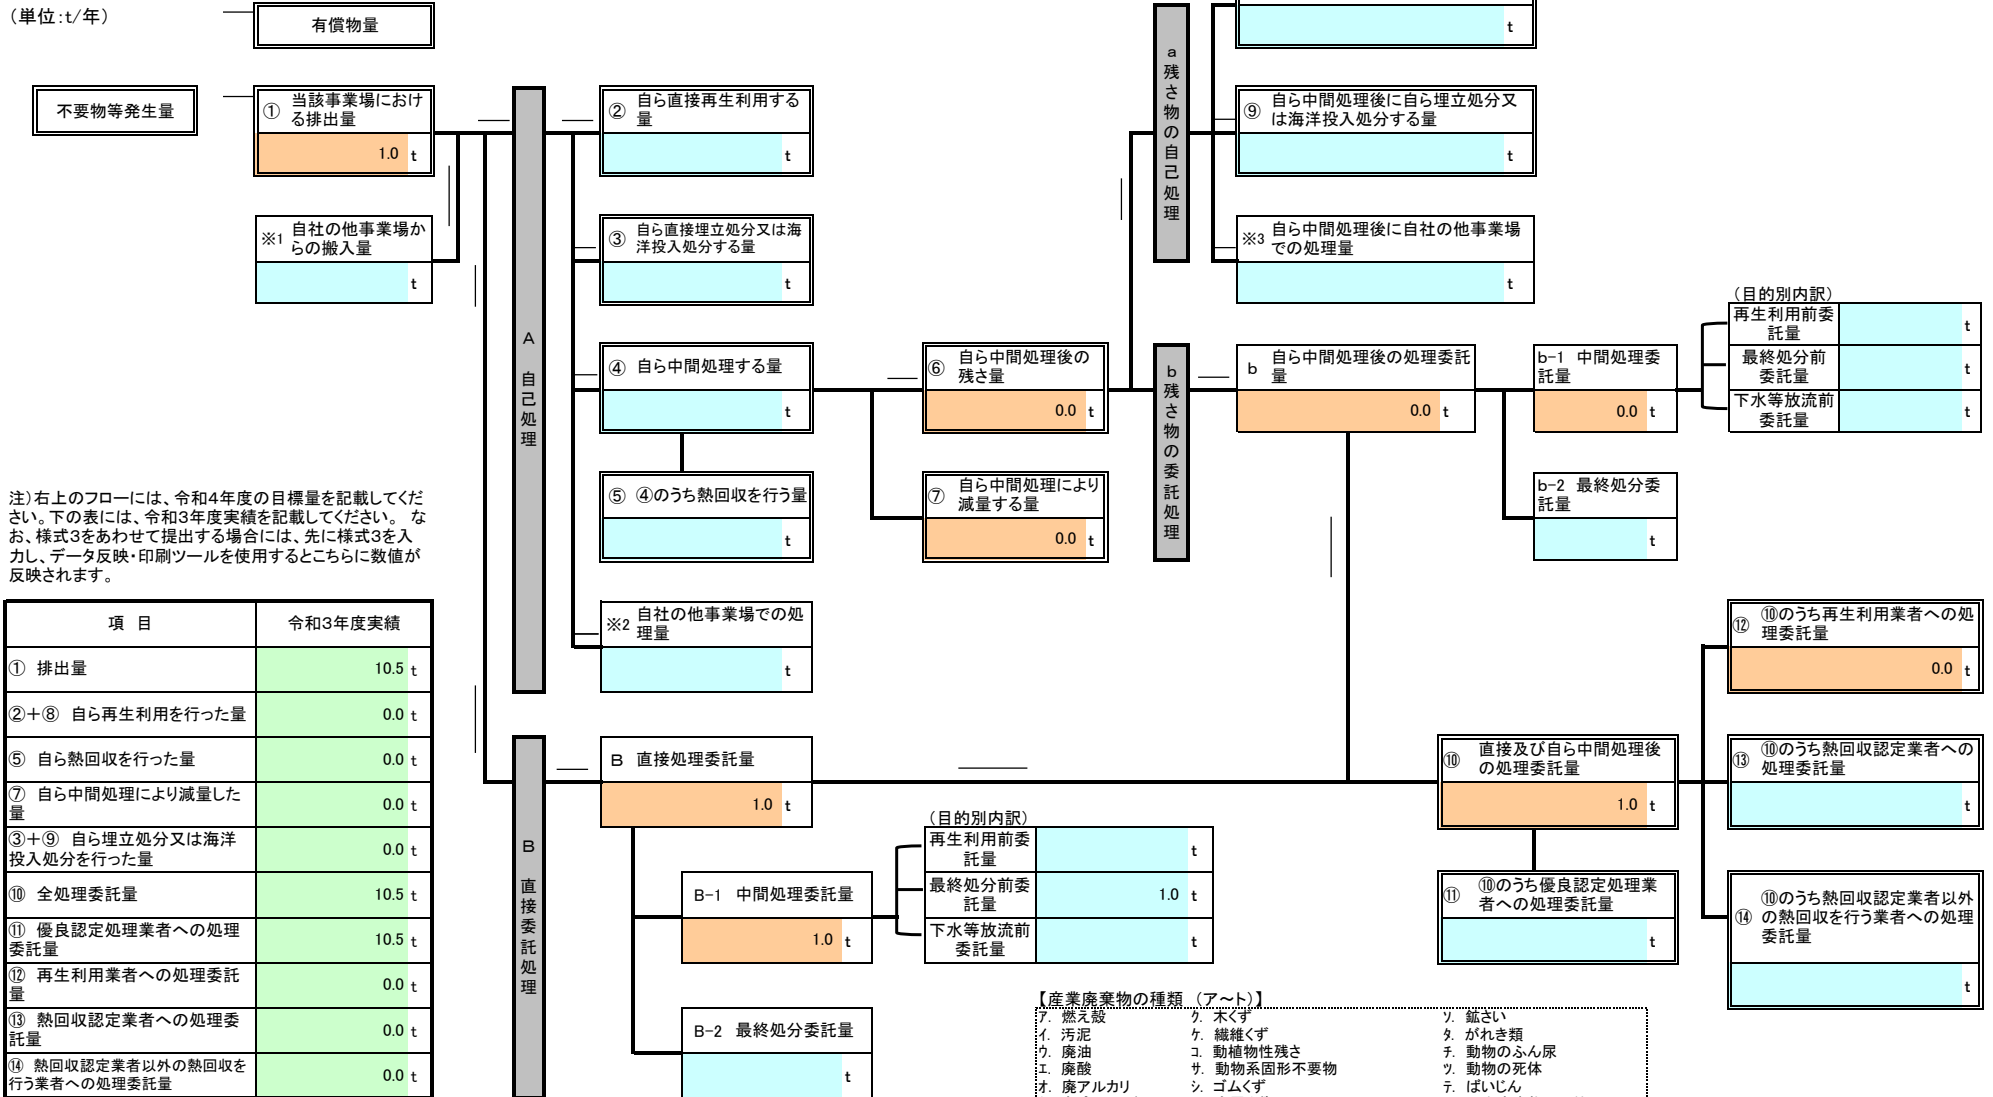 （単位:t/年）
有償物量
不要物等発生量
① 当該事業場におけ
る排出量
1.0 t
※1 自社の他事業場か
らの搬入量
t
A 自己処理
② 自ら直接再生利用する
量
t
③ 自ら直接埋立処分又は海
洋投入処分する量
t
④ 自ら中間処理する量
t
⑤ ④のうち熱回収を行う量
t
※2 自社の他事業場での処
理量
t
⑥ 自ら中間処理後の
残さ量
0.0 t
⑦ 自ら中間処理により
減量する量
0.0 t
a 残さ物の自己処理
t
⑨ 自ら中間処理後に自ら埋立処分又
は海洋投入処分する量
t
※3 自ら中間処理後に自社の他事業場
での処理量
t
b 残さ物の委託処理
b 自ら中間処理後の処理委託
量
0.0 t
b-1 中間処理委
託量
0.0 t
b-2 最終処分委
託量
t
（目的別内訳）
再生利用前委
託量
t
最終処分前
委託量
t
下水等放流前
委託量
t
注）右上のフローには、令和4年度の目標量を記載してくだ
さい。下の表には、令和3年度実績を記載してください。 な
お、様式3をあわせて提出する場合には、先に様式3を入
力し、データ反映・印刷ツールを使用するとこちらに数値が
反映されます。
項 目 令和3年度実績
① 排出量 10.5 t
②＋⑧ 自ら再生利用を行った量 0.0 t
⑤ 自ら熱回収を行った量 0.0 t
⑦ 自ら中間処理により減量した
量 0.0 t
③＋⑨ 自ら埋立処分又は海洋
投入処分を行った量 0.0 t
⑩ 全処理委託量 10.5 t
⑪ 優良認定処理業者への処理
委託量 10.5 t
⑫ 再生利用業者への処理委託
量 0.0 t
⑬ 熱回収認定業者への処理委
託量 0.0 t
⑭ 熱回収認定業者以外の熱回収を
行う業者への処理委託量 0.0 t
B 直接委託処理
B 直接処理委託量
1.0 t
B-1 中間処理委託量
1.0 t
B-2 最終処分委託量
t
（目的別内訳）
再生利用前委
託量
t
最終処分前委
託量
1.0 t
下水等放流前
委託量
t
⑩ 直接及び自ら中間処理後
の処理委託量
1.0 t
⑪ ⑩のうち優良認定処理業
者への処理委託量
t
⑫ ⑩のうち再生利用業者への処
理委託量
0.0 t
⑬ ⑩のうち熱回収認定業者への
処理委託量
t
⑭ ⑩のうち熱回収認定業者以外
の熱回収を行う業者への処理
委託量
t
【産業廃棄物の種類 （ア～ト）】
ア. 燃え殻 ク. 木くず ソ. 鉱さい
イ. 汚泥 ケ. 繊維くず タ. がれき類
ウ. 廃油 コ. 動植物性残さ チ. 動物のふん尿
エ. 廃酸 サ. 動物系固形不要物 ツ. 動物の死体
オ. 廃アルカリ シ. ゴムくず テ. ばいじん